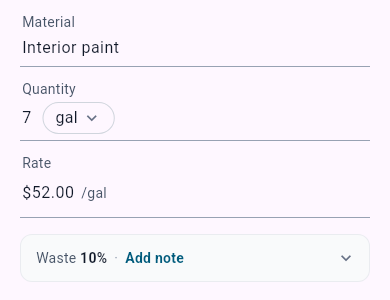 Material
Interior paint
Quantity
7 gal
Rate
$52.00 /gal
Waste 10% · Add note